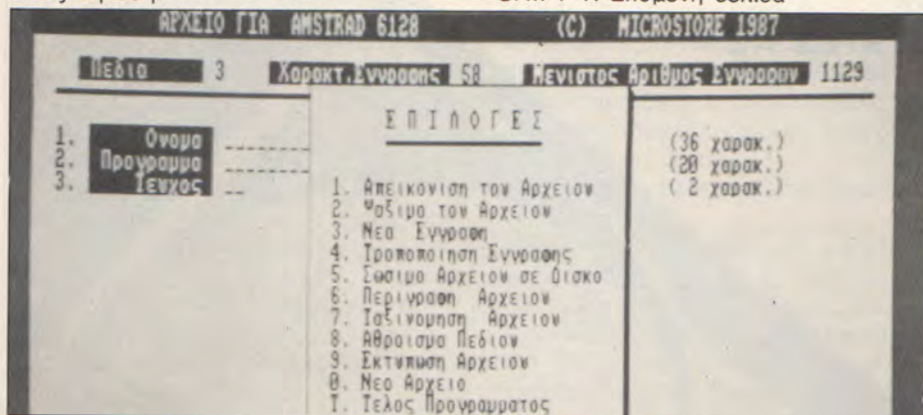 ΑΡΧΕΙΟ ΓΙΑ AMSTRAD 6128 (C) MICROSTORE 1987
Πεδια 3 Χαρακτ.Εγγραφης 58 Μεγιστος Αριθμος Εγγραφων 1129
ΕΠΙΛΟΓΕΣ
1. Ονομα (36 χαρακ.)
2. Προγραμμα (20 χαρακ.)
3. Τευχος ( 2 χαρακ.)
1. Απεικονιση του Αρχειου
2. Ψαξιμο του Αρχειου
3. Νεα Εγγραφη
4. Τροποποιηση Εγγραφης
5. Σωσιμο Αρχειου σε Δισκο
6. Περιγραφη Αρχειου
7. Ταξινομηση Αρχειου
8. Αθροισμα Πεδιου
9. Εκτυπωση Αρχειου
0. Νεο Αρχειο
Τ. Τελος Προγραμματος